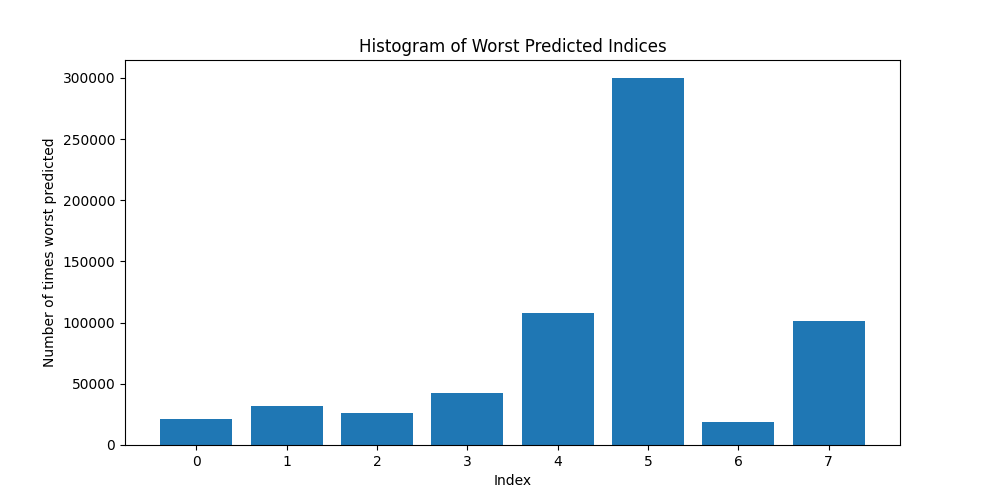 Histogram of Worst Predicted Indices
300000
250000
200000
150000
100000
50000
0
Number of times worst predicted
0 1 2 3 4 5 6 7
Index